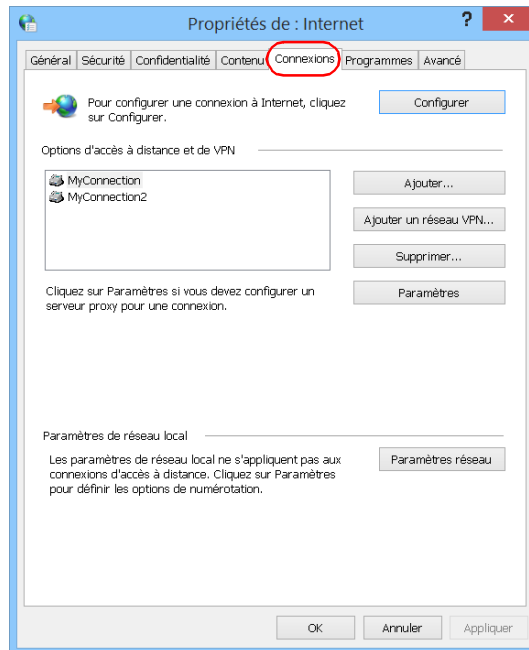 Propriétés de : Internet
?
×
Général Sécurité Confidentialité Contenu Connexions Programmes Avancé
Pour configurer une connexion à Internet, cliquez
sur Configurer.
Configurer
Options d'accès à distance et de VPN
MyConnection
MyConnection2
Ajouter...
Ajouter un réseau VPN...
Supprimer...
Cliquez sur Paramètres si vous devez configurer un
serveur proxy pour une connexion.
Paramètres
Paramètres de réseau local
Les paramètres de réseau local ne s'appliquent pas aux
connexions d'accès à distance. Cliquez sur Paramètres
pour définir les options de numérotation.
Paramètres réseau
OK Annuler Appliquer